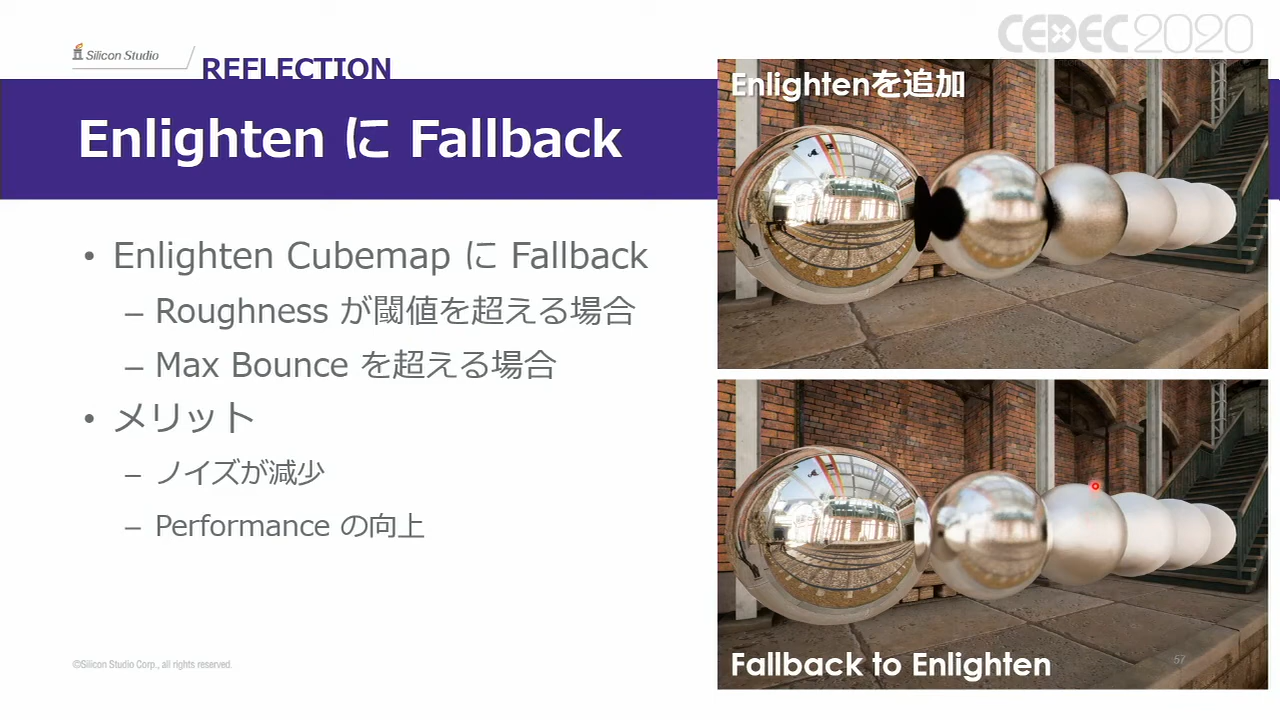 CEDEC2020
Silicon Studio
REFLECTION
Enlighten に Fallback
• Enlighten Cubemap に Fallback
– Roughness が閾値を超える場合
– Max Bounce を超える場合
• メリット
– ノイズが減少
– Performance の向上
Enlightenを追加
Fallback to Enlighten
57
©Silicon Studio Corp., all rights reserved.